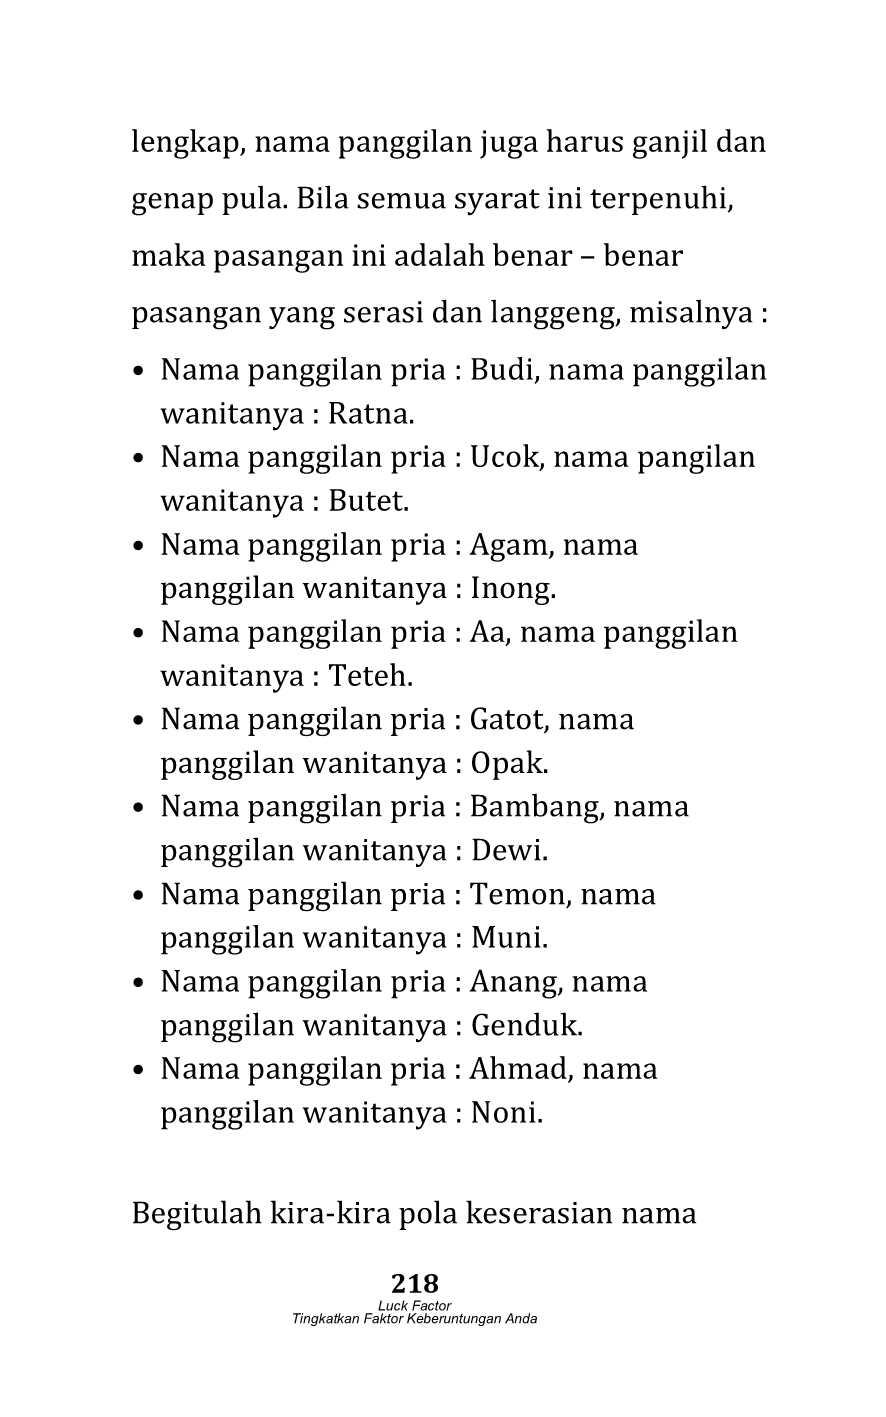 lengkap, nama panggilan juga harus ganjil dan
genap pula. Bila semua syarat ini terpenuhi,
maka pasangan ini adalah benar – benar
pasangan yang serasi dan langgeng, misalnya :
• Nama panggilan pria : Budi, nama panggilan
wanitanya : Ratna.
• Nama panggilan pria : Ucok, nama pangilan
wanitanya : Butet.
• Nama panggilan pria : Agam, nama
panggilan wanitanya : Inong.
• Nama panggilan pria : Aa, nama panggilan
wanitanya : Teteh.
• Nama panggilan pria : Gatot, nama
panggilan wanitanya : Opak.
• Nama panggilan pria : Bambang, nama
panggilan wanitanya : Dewi.
• Nama panggilan pria : Temon, nama
panggilan wanitanya : Muni.
• Nama panggilan pria : Anang, nama
panggilan wanitanya : Genduk.
• Nama panggilan pria : Ahmad, nama
panggilan wanitanya : Noni.
Begitulah kira-kira pola keserasian nama
218
Luck Factor
Tingkatkan Faktor Keberuntungan Anda